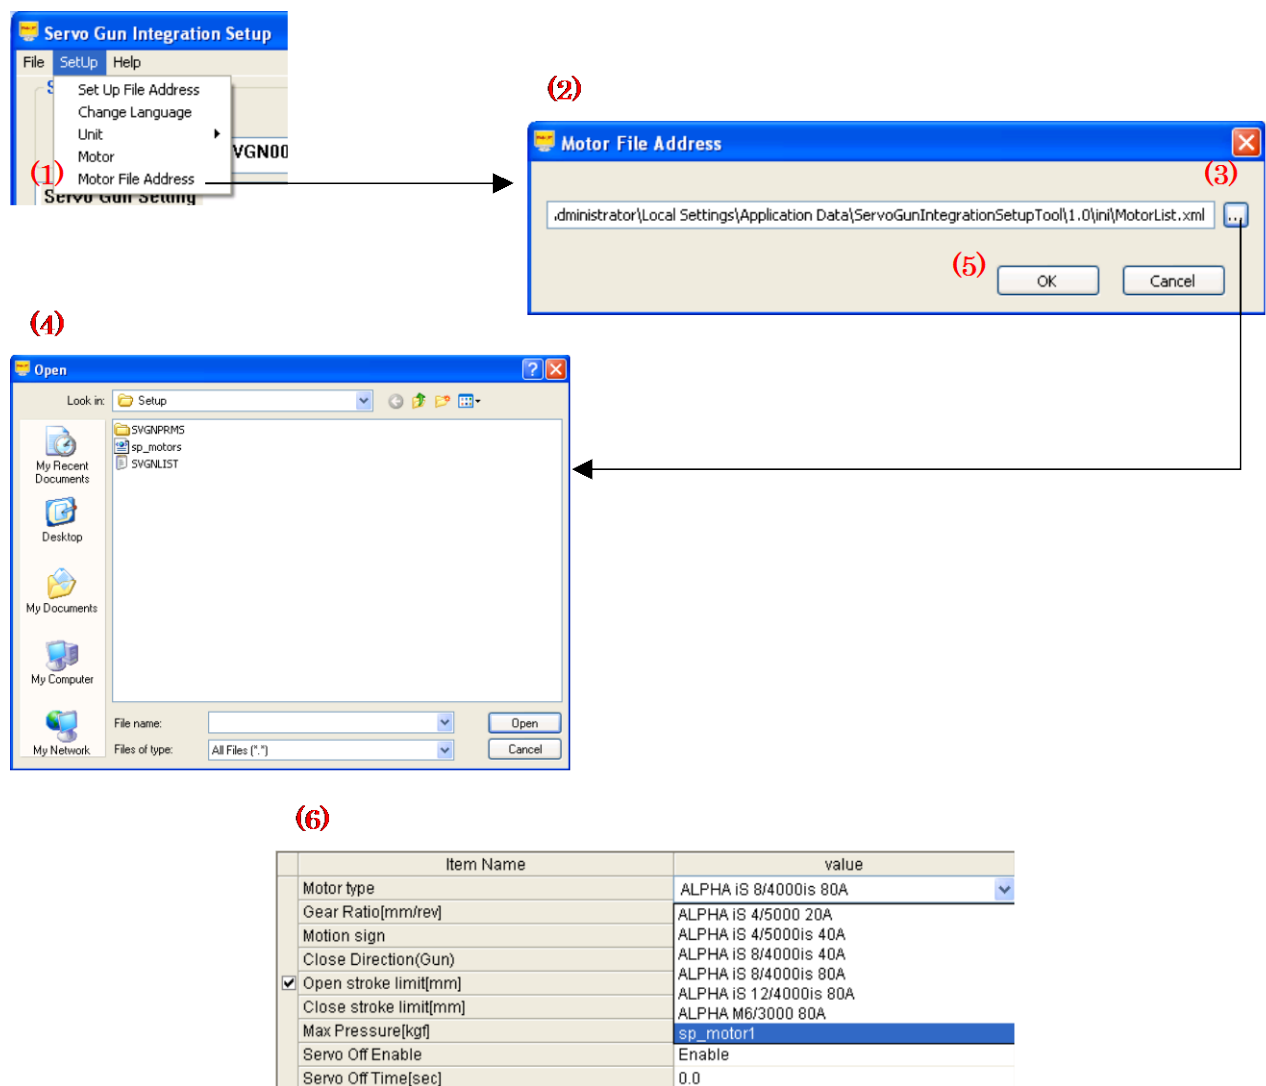 Servo Gun Integration Setup
File SetUp Help
Set Up File Address
Change Language
Unit
VGN00
Motor
(1)
Motor File Address
Servo Gun Setting
(2)
Motor File Address
(3)
dministrator\Local Settings\Application Data\ServoGunIntegrationSetupTool\1.0\ini\MotorList.xml ...
(5)
OK Cancel
(4)
Open
Look in: Setup
SVGNPRMS
sp_motors
SVGNLIST
My Recent
Documents
Desktop
My Documents
My Computer
My Network
File name: Open
Files of type: All Files (*.*) Cancel
(6)
Item Name value
Motor type ALPHA iS 8/4000is 80A
Gear Ratio[mm/rev] ALPHA iS 4/5000 20A
Motion sign ALPHA iS 4/5000is 40A
Close Direction(Gun) ALPHA iS 8/4000is 40A
Open stroke limit[mm] ALPHA iS 8/4000is 80A
ALPHA iS 12/4000is 80A
Close stroke limit[mm] ALPHA M6/3000 80A
Max Pressure[kgf] sp_motor1
Servo Off Enable Enable
Servo Off Time[sec] 0.0